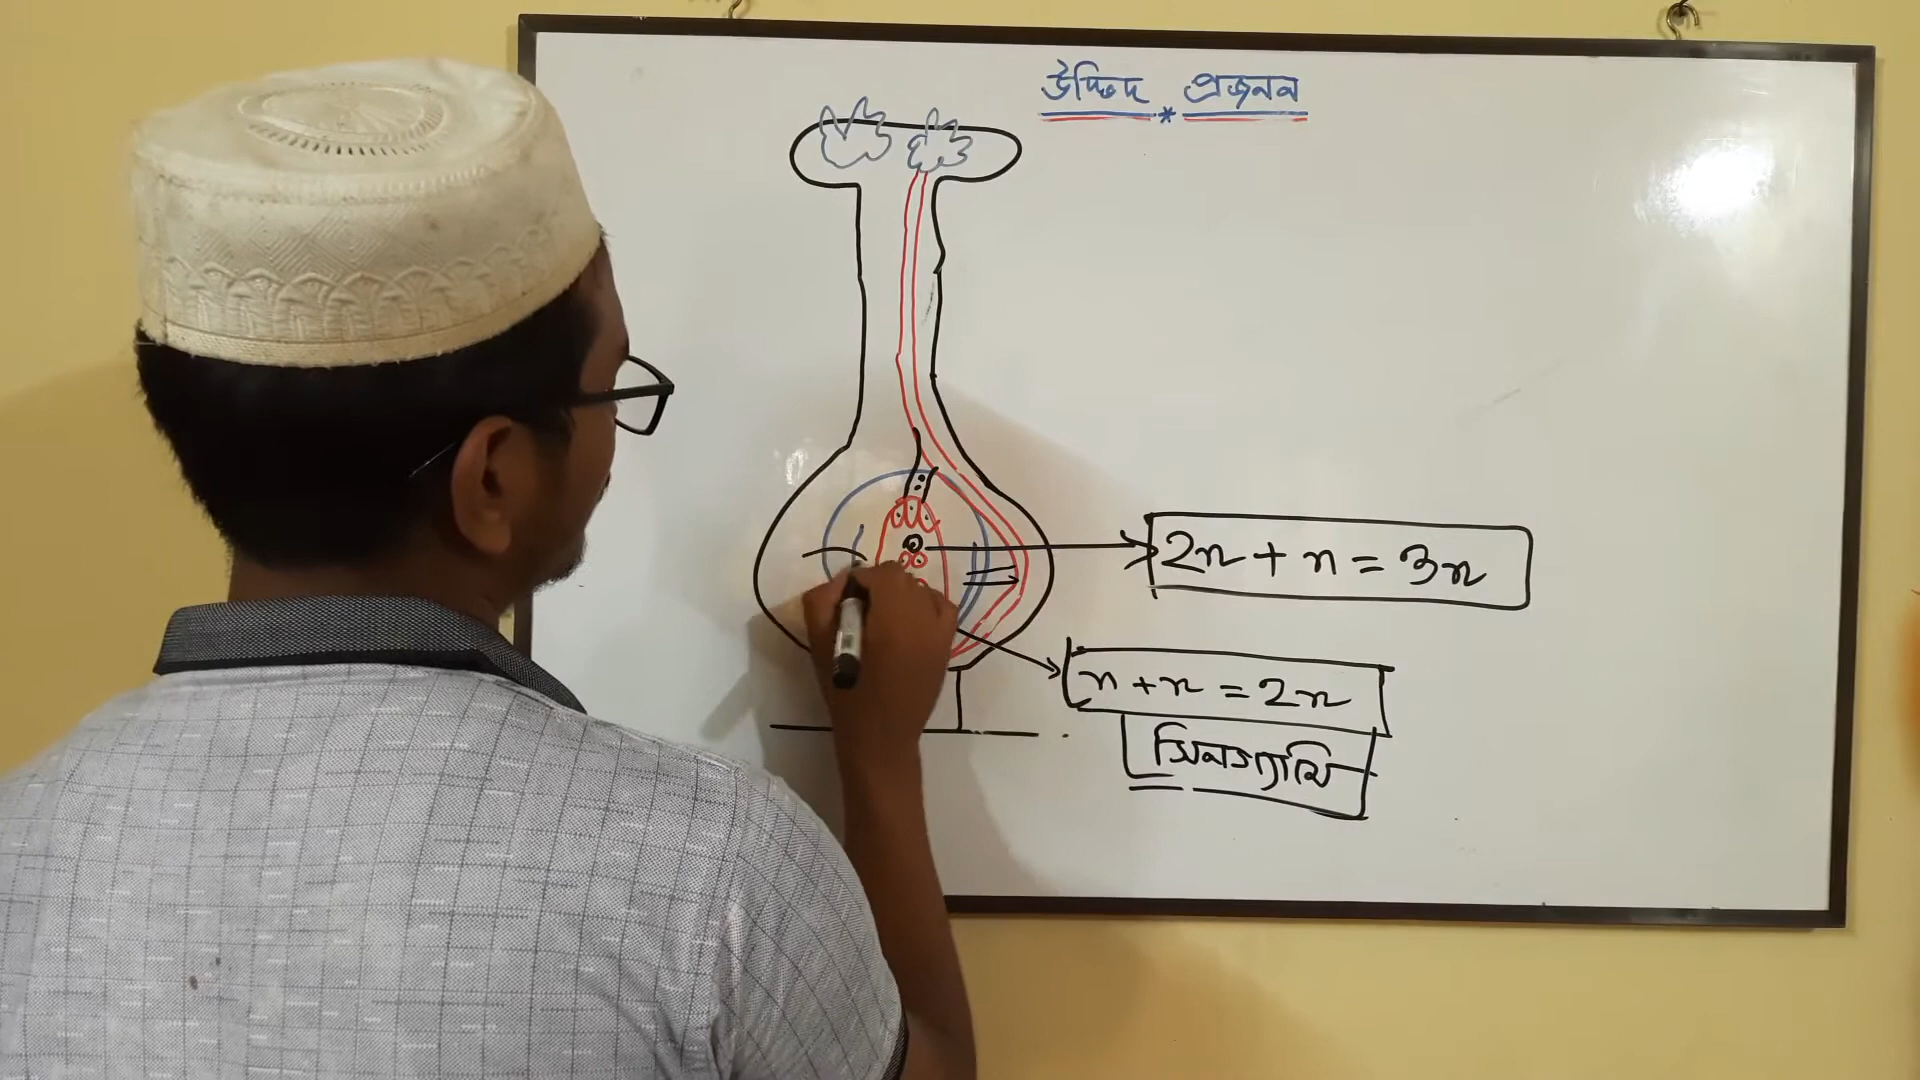 উদ্ভিদ * প্রজনন
2n + n = 3n
n + n = 2n
সিনগ্যামি